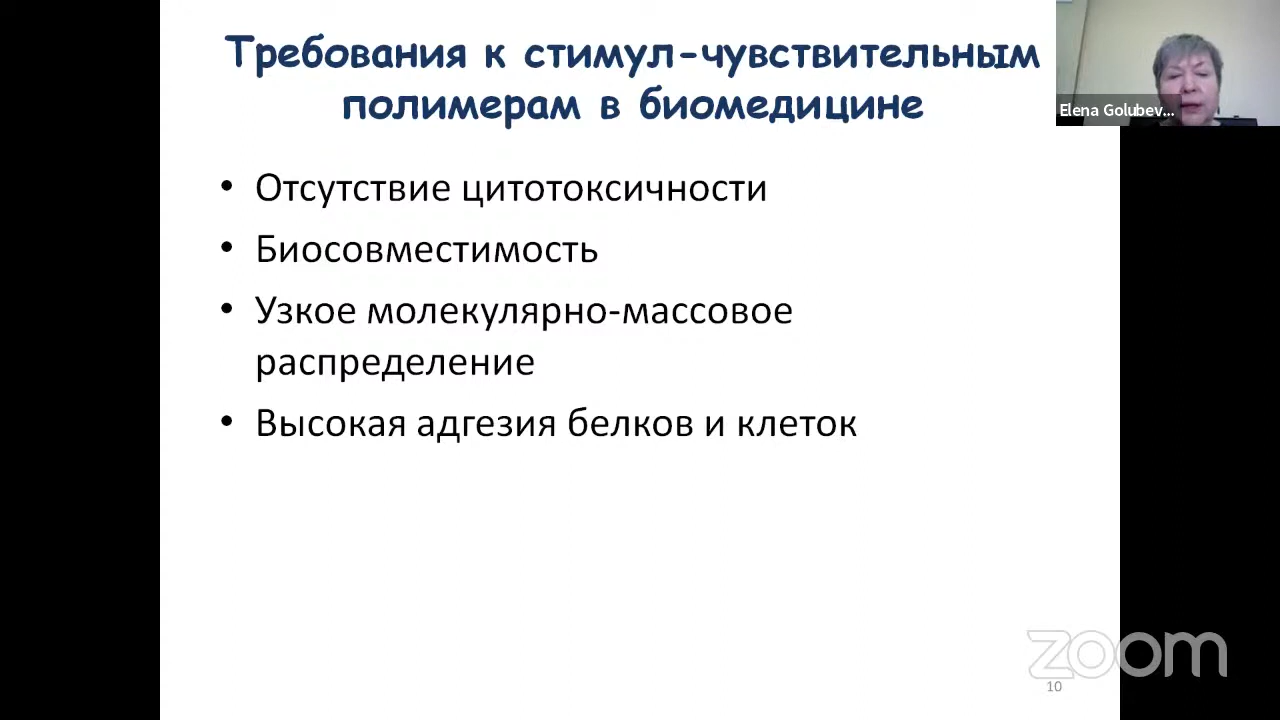 Требования к стимул-чувствительным
полимерам в биомедицине
Elena Golubev...
• Отсутствие цитотоксичности
• Биосовместимость
• Узкое молекулярно-массовое
распределение
• Высокая адгезия белков и клеток
zoom
10